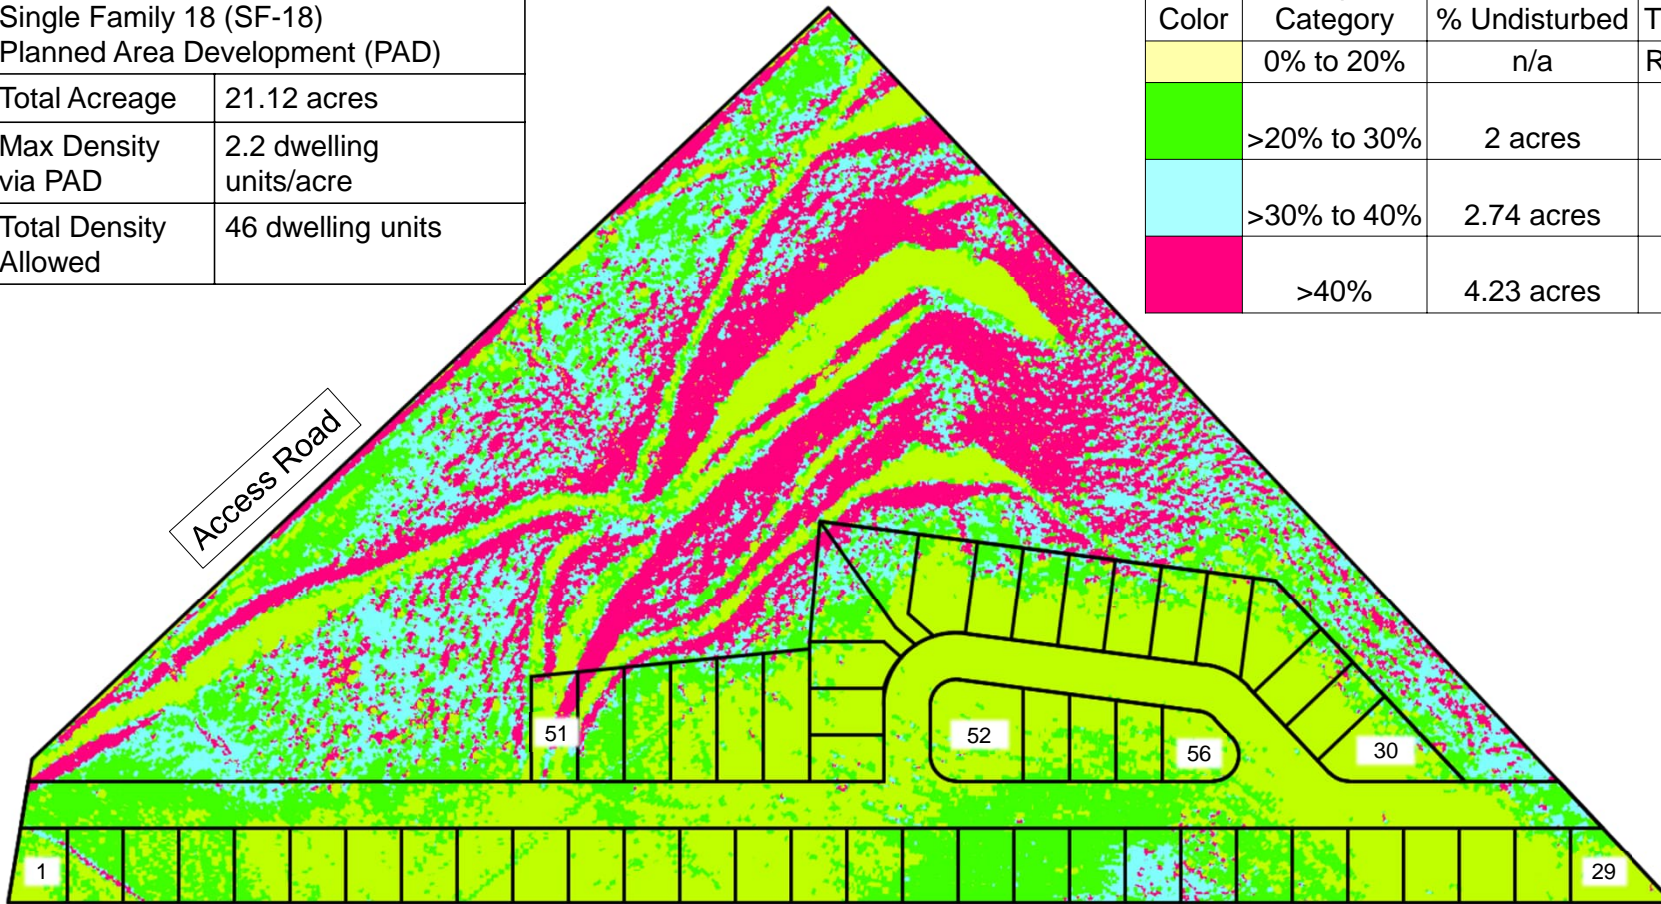 Single Family 18 (SF-18)
Planned Area Development (PAD)
Total Acreage 21.12 acres
Max Density 2.2 dwelling
via PAD units/acre
Total Density 46 dwelling units
Allowed
Color Category % Undisturbed T
0% to 20% n/a R
>20% to 30% 2 acres
>30% to 40% 2.74 acres
>40% 4.23 acres
Access Road
51
52
56
30
1
29